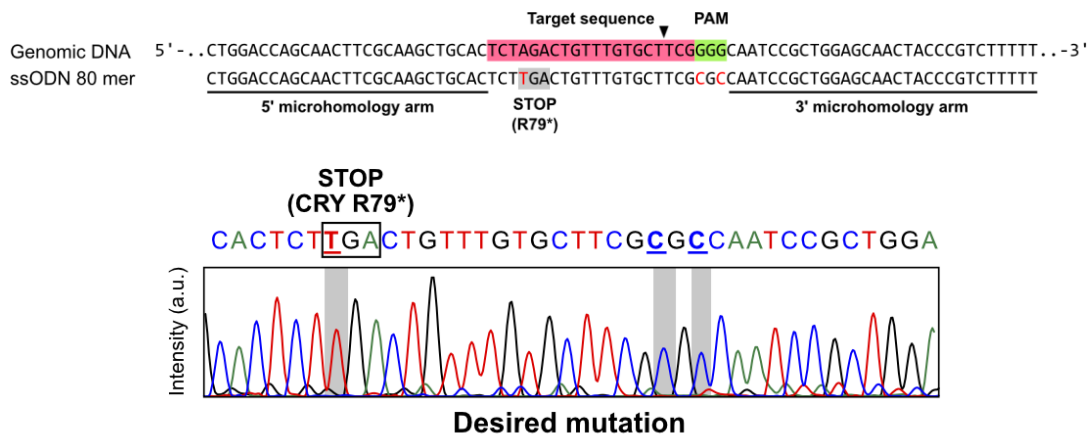 Target sequence PAM
Genomic DNA 5'-..CTGGACCAGCAACTTCGCAAGCTGCACTCTAGACTGTTTGTGCTTCGGGGCAATCCGCTGGAGCAACTACCCGTCTTTTT..-3'
ssODN 80 mer CTGGACCAGCAACTTCGCAAGCTGCACTCTTGACTGTTTGTGCTTCGCGCCAATCCGCTGGAGCAACTACCCGTCTTTTT
5' microhomology arm STOP 3' microhomology arm
(R79*)
STOP
(CRY R79*)
CACTCTTGACTGTTTGTGCTTCGCGCCAATCCGCTGGA
Intensity (a.u.)
Desired mutation